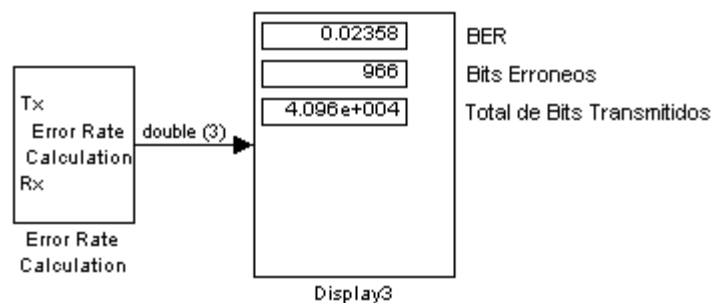 Tx
Error Rate
Calculation
Rx
Error Rate
Calculation
double (3)
0.02358
966
4.096e+004
BER
Bits Erroneos
Total de Bits Transmitidos
Display3